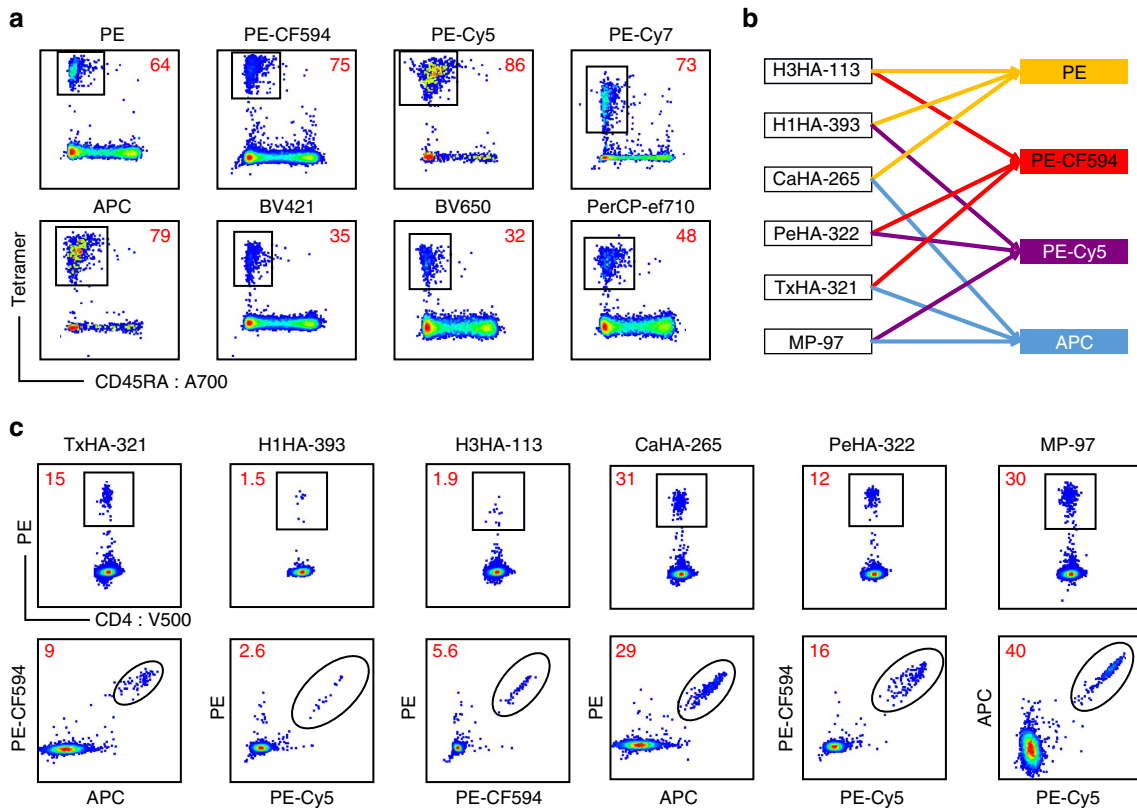 a
PE PE-CF594 PE-Cy5 PE-Cy7
64 75 86 73
APC BV421 BV650 PerCP-ef710
79 35 32 48
Tetramer
CD45RA : A700
b
H3HA-113
H1HA-393
CaHA-265
PeHA-322
TxHA-321
MP-97
PE
PE-CF594
PE-Cy5
APC
c
TxHA-321 H1HA-393 H3HA-113 CaHA-265 PeHA-322 MP-97
15 1.5 1.9 31 12 30
PE
CD4 : V500
9 2.6 5.6 29 16 40
PE-CF594 PE PE PE PE-CF594 APC
APC PE-Cy5 PE-CF594 APC PE-Cy5 PE-Cy5